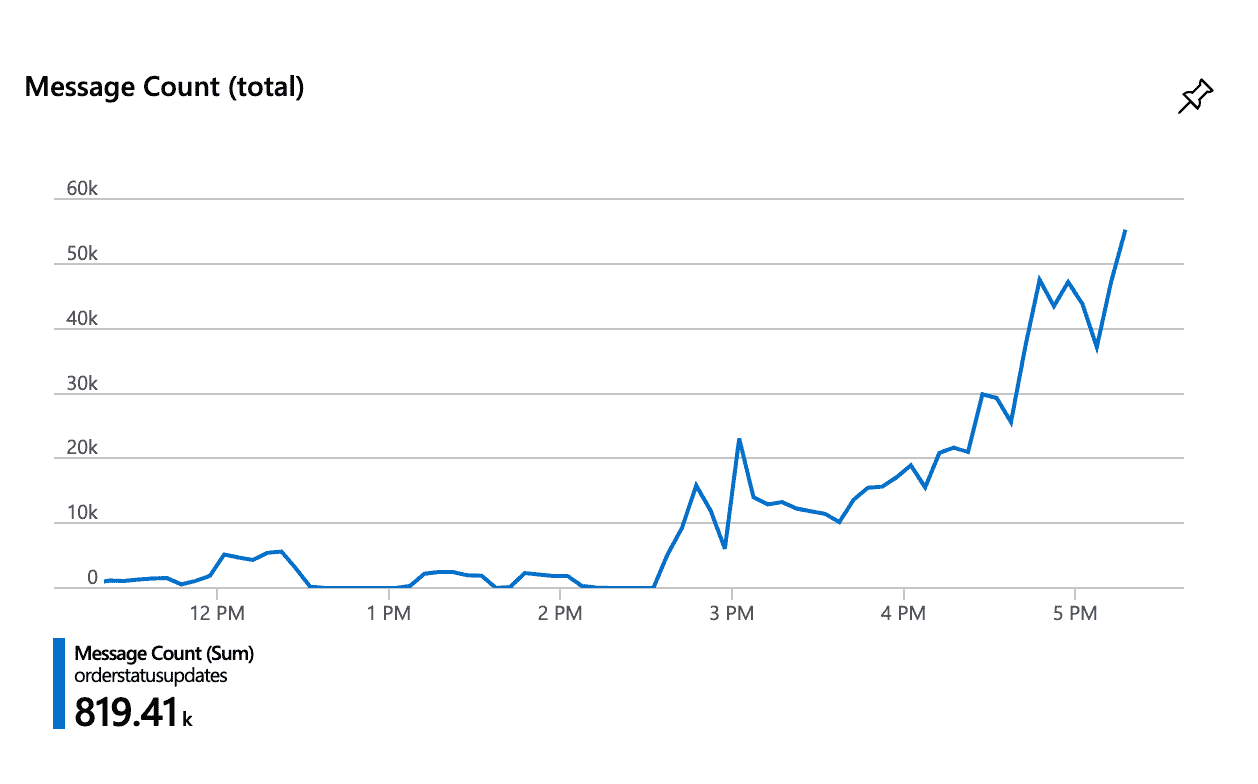 Message Count (total)
60k
50k
40k
30k
20k
10k
0
12 PM 1 PM 2 PM 3 PM 4 PM 5 PM
Message Count (Sum)
orderstatusupdates
819.41 k